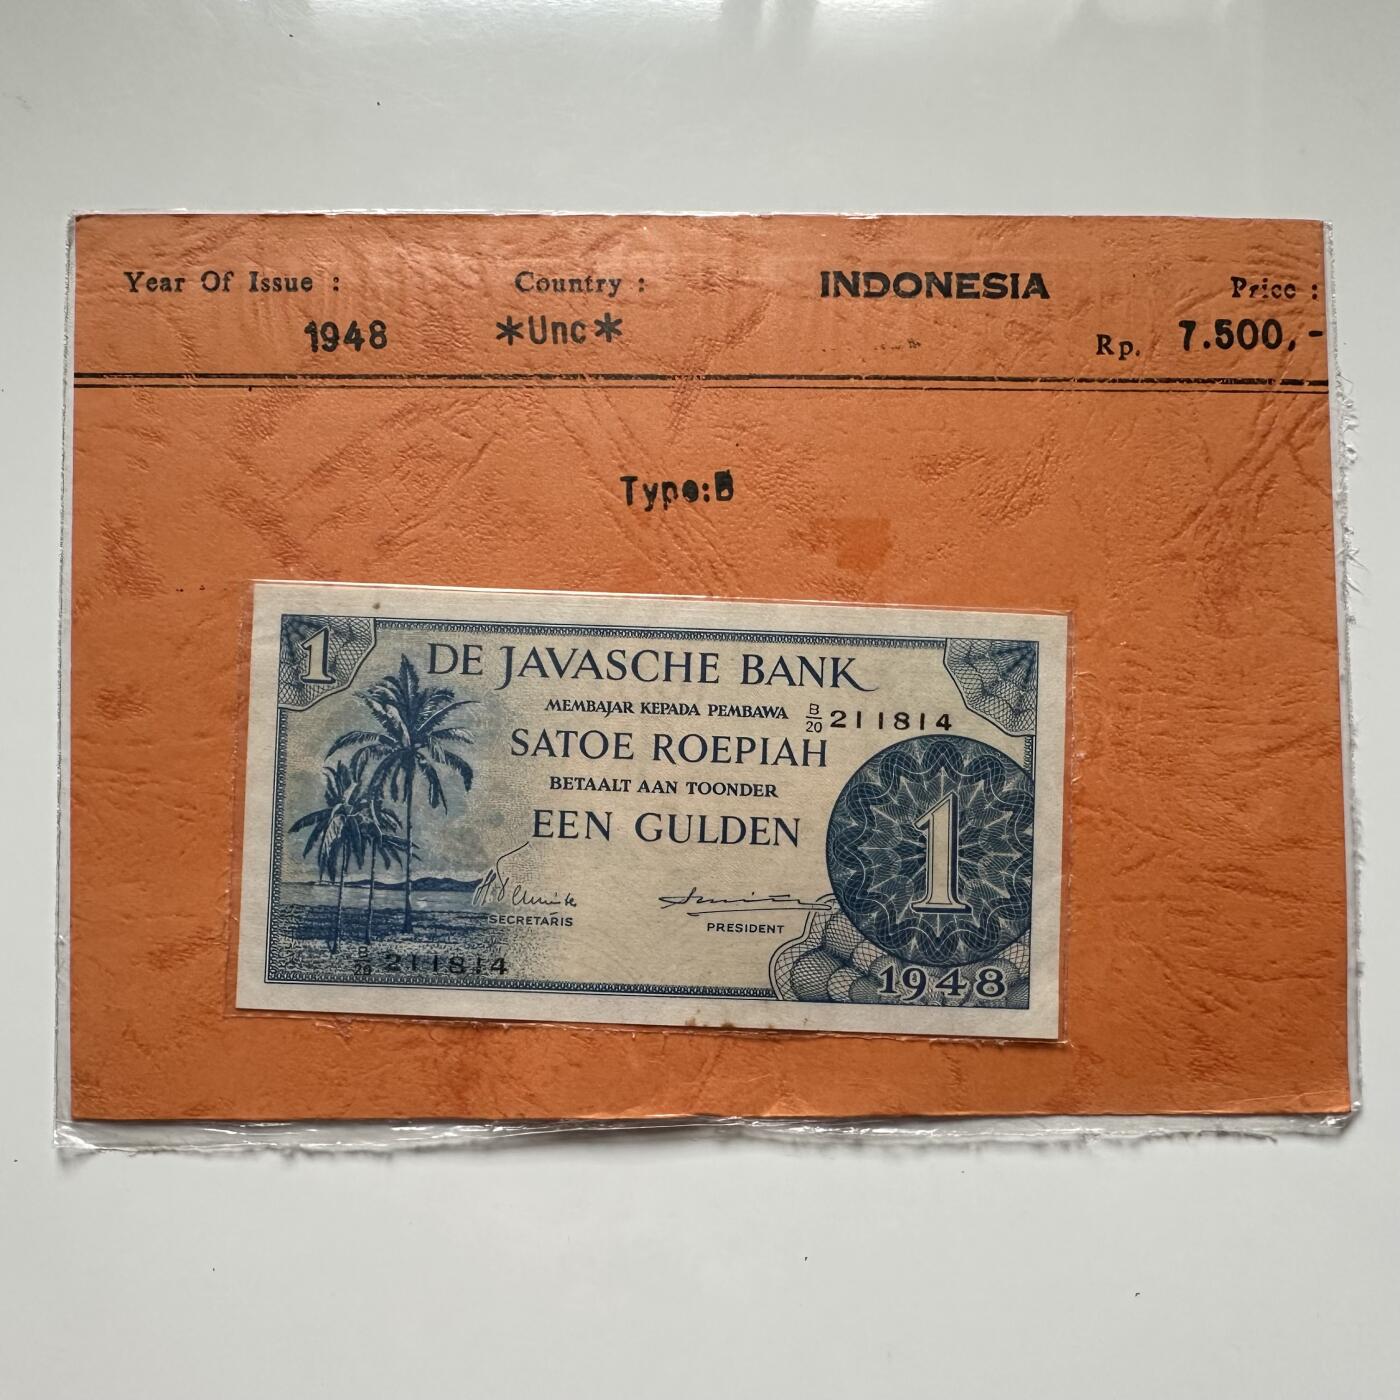 Year Of Issue : Country : INDONESIA Price :
1948 *Unc* Rp. 7.500,-
Type:B
1
DE JAVASCHE BANK
MEMBAJAR KEPADA PEMBAWA B/20 211814
SATOE ROEPIAH
BETAALT AAN TOONDER
EEN GULDEN
1
SECRETARIS
PRESIDENT
B/20 211814
1948